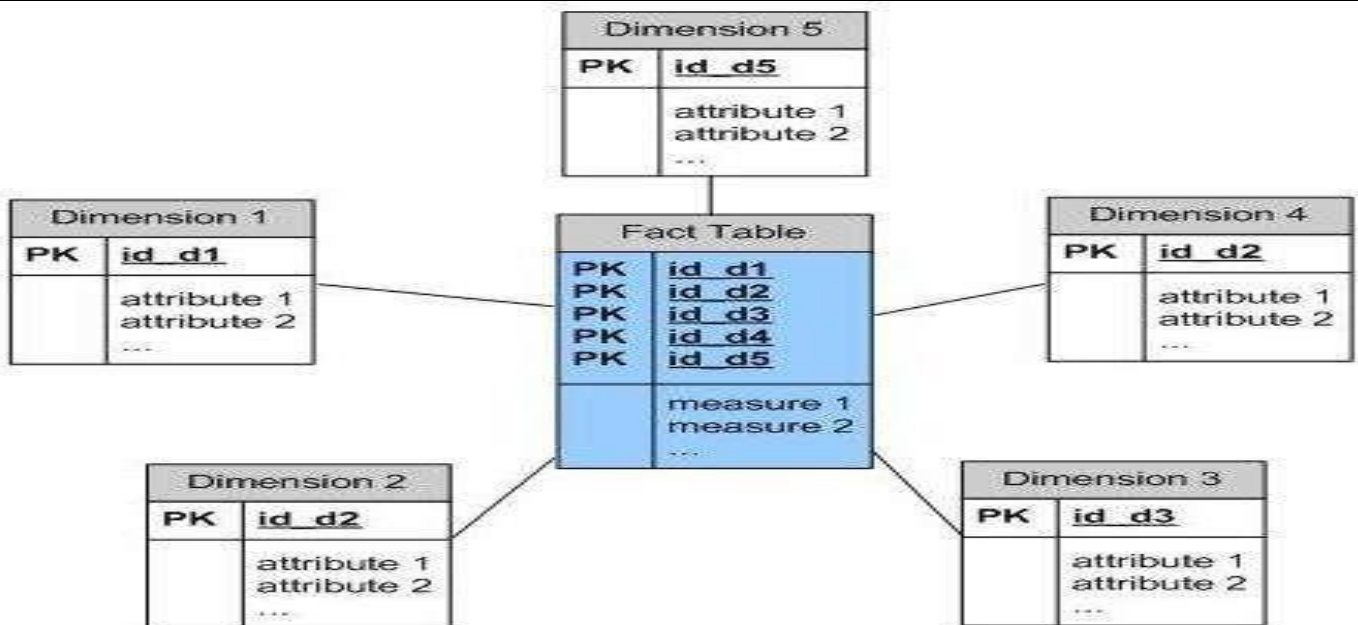 Dimension 5
PK id_d5
attribute 1
attribute 2
...
Dimension 1
PK id_d1
attribute 1
attribute 2
...
Fact Table
PK id_d1
PK id_d2
PK id_d3
PK id_d4
PK id_d5
measure 1
measure 2
...
Dimension 4
PK id_d2
attribute 1
attribute 2
...
Dimension 2
PK id_d2
attribute 1
attribute 2
...
Dimension 3
PK id_d3
attribute 1
attribute 2
...